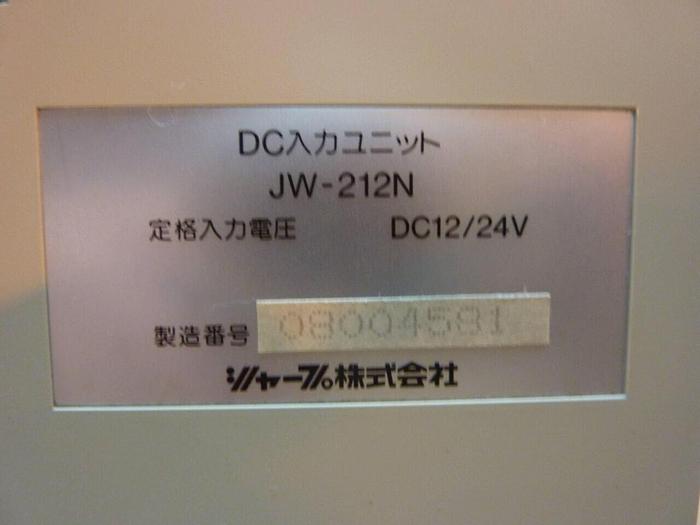 DC入力ユニット
JW-212N
定格入力電圧 DC12/24V
製造番号 08004581
シャープ株式会社